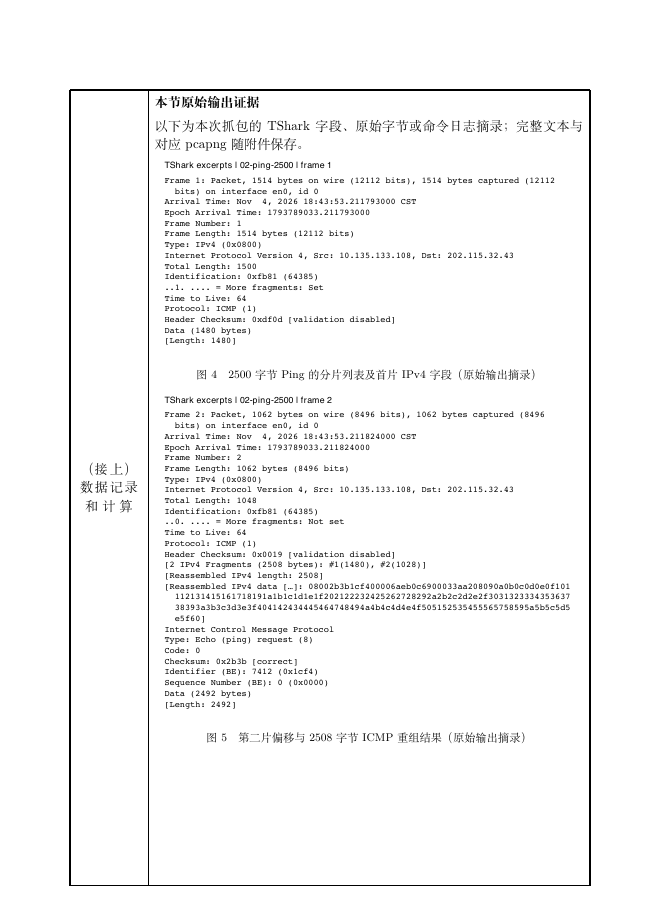 本节原始输出证据
以下为本次抓包的 TShark 字段、原始字节或命令日志摘录；完整文本与
对应 pcapng 随附件保存。
TShark excerpts | 02-ping-2500 | frame 1
Frame 1: Packet, 1514 bytes on wire (12112 bits), 1514 bytes captured (12112
bits) on interface en0, id 0
Arrival Time: Nov  4, 2026 18:43:53.211793000 CST
Epoch Arrival Time: 1793789033.211793000
Frame Number: 1
Frame Length: 1514 bytes (12112 bits)
Type: IPv4 (0x0800)
Internet Protocol Version 4, Src: 10.135.133.108, Dst: 202.115.32.43
Total Length: 1500
Identification: 0xfb81 (64385)
..1. .... = More fragments: Set
Time to Live: 64
Protocol: ICMP (1)
Header Checksum: 0xdf0d [validation disabled]
Data (1480 bytes)
[Length: 1480]
图 4 2500 字节 Ping 的分片列表及首片 IPv4 字段（原始输出摘录）
TShark excerpts | 02-ping-2500 | frame 2
Frame 2: Packet, 1062 bytes on wire (8496 bits), 1062 bytes captured (8496
bits) on interface en0, id 0
Arrival Time: Nov  4, 2026 18:43:53.211824000 CST
Epoch Arrival Time: 1793789033.211824000
Frame Number: 2
Frame Length: 1062 bytes (8496 bits)
Type: IPv4 (0x0800)
Internet Protocol Version 4, Src: 10.135.133.108, Dst: 202.115.32.43
Total Length: 1048
Identification: 0xfb81 (64385)
..0. .... = More fragments: Not set
Time to Live: 64
Protocol: ICMP (1)
Header Checksum: 0x0019 [validation disabled]
[2 IPv4 Fragments (2508 bytes): #1(1480), #2(1028)]
[Reassembled IPv4 length: 2508]
[Reassembled IPv4 data […]: 08002b3b1cf400006aeb0c6900033aa208090a0b0c0d0e0f101
112131415161718191a1b1c1d1e1f202122232425262728292a2b2c2d2e2f3031323334353637
38393a3b3c3d3e3f404142434445464748494a4b4c4d4e4f505152535455565758595a5b5c5d5
e5f60]
Internet Control Message Protocol
Type: Echo (ping) request (8)
Code: 0
Checksum: 0x2b3b [correct]
Identifier (BE): 7412 (0x1cf4)
Sequence Number (BE): 0 (0x0000)
Data (2492 bytes)
[Length: 2492]
图 5 第二片偏移与 2508 字节 ICMP 重组结果（原始输出摘录）
（接上）
数据记录
和计算